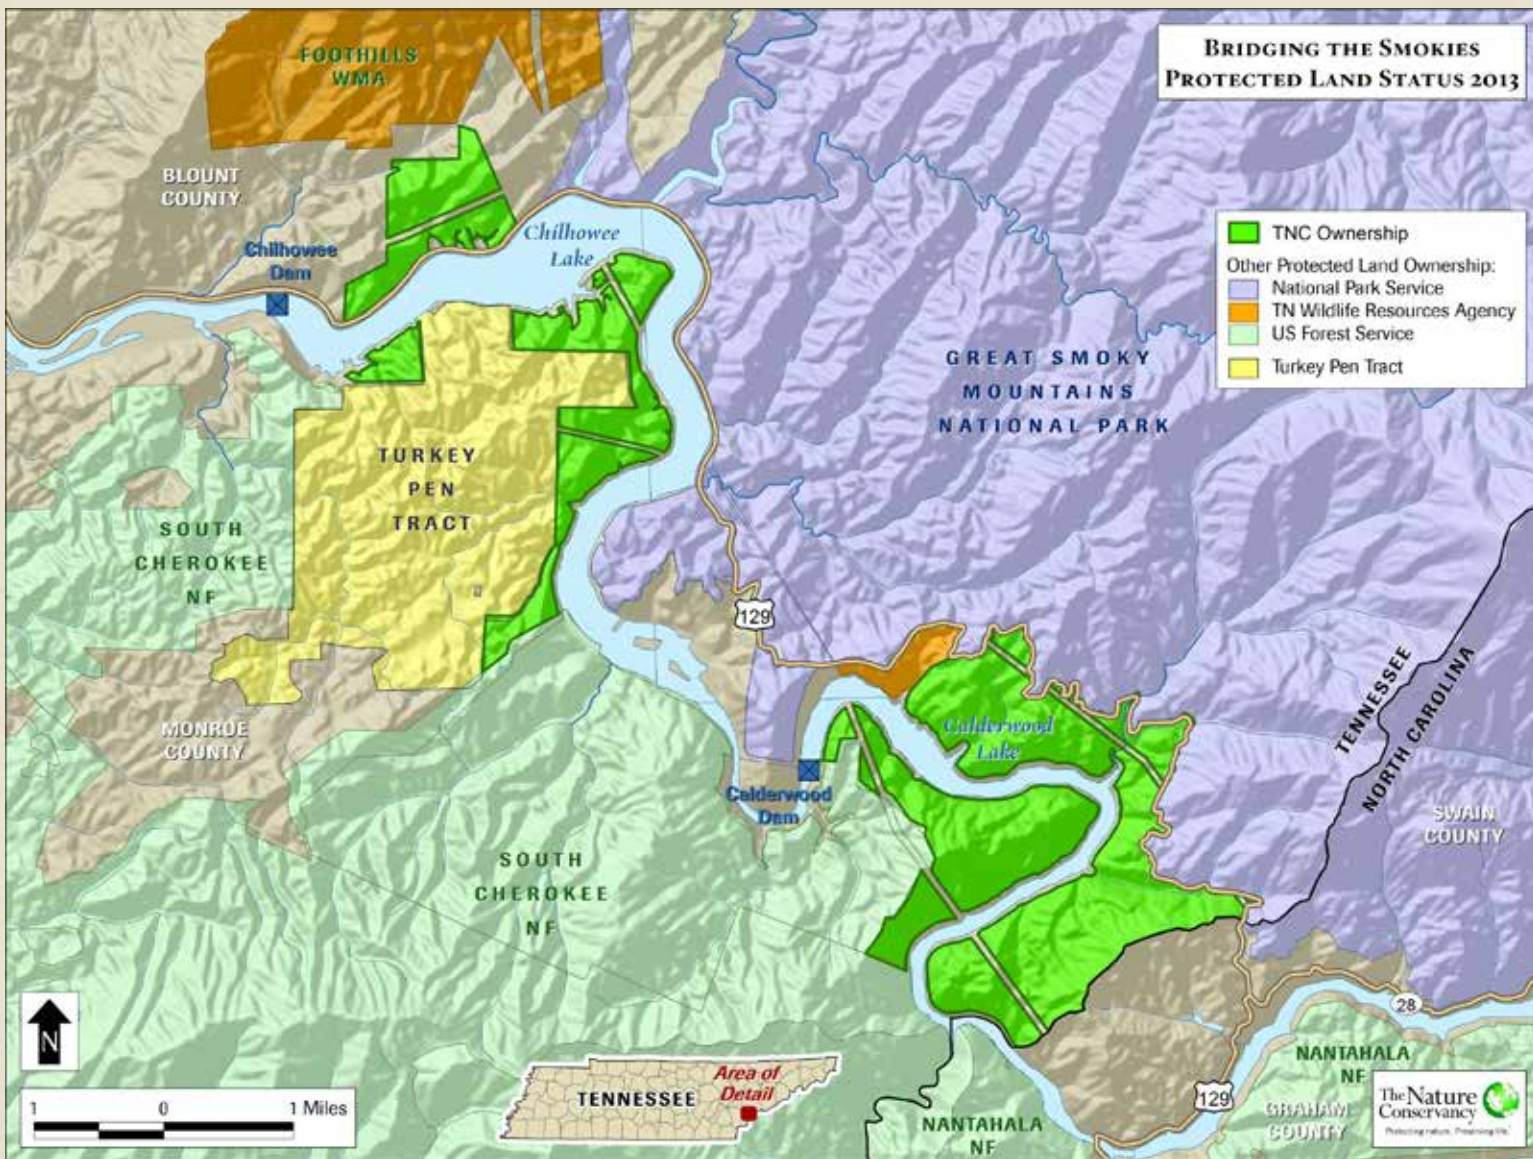 BRIDGING THE SMOKIES
PROTECTED LAND STATUS 2013
FOOTHILLS
WMA
BLOUNT
COUNTY
Chilhowee
Dam
Chilhowee
Lake
TNC Ownership
Other Protected Land Ownership:
National Park Service
TN Wildlife Resources Agency
US Forest Service
Turkey Pen Tract
GREAT SMOKY
MOUNTAINS
NATIONAL PARK
TURKEY
PEN
TRACT
SOUTH
CHEROKEE
NF
129
MONROE
COUNTY
Calderwood
Lake
Calderwood
Dam
TENNESSEE
NORTH CAROLINA
SWAIN
COUNTY
SOUTH
CHEROKEE
NF
28
N
1 0 1 Miles
TENNESSEE
Area of
Detail
NANTAHALA
NF
129
NANTAHALA
NF
GRAHAM
COUNTY
The Nature
Conservancy
Protecting nature. Preserving life.